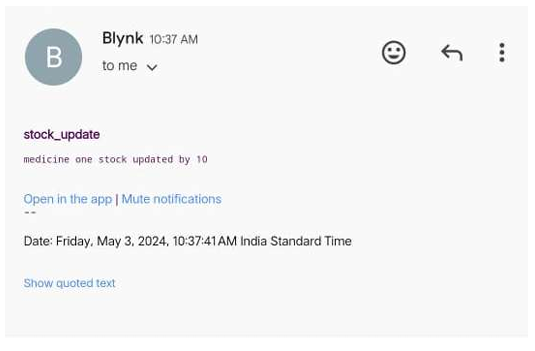 B
Blynk 10:37 AM
to me
stock_update
medicine one stock updated by 10
Open in the app | Mute notifications
--
Date: Friday, May 3, 2024, 10:37:41 AM India Standard Time
Show quoted text